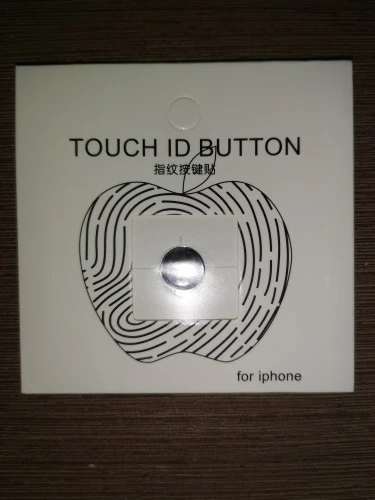 TOUCH ID BUTTON
指纹按键贴
for iphone